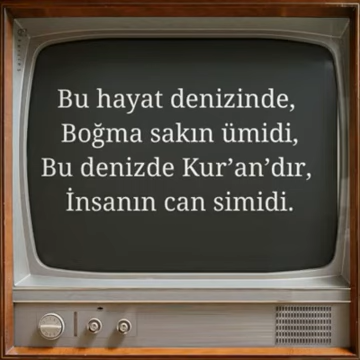 Bu hayat denizinde,
Boğma sakın ümidi,
Bu denizde Kur’an’dır,
İnsanın can simidi.